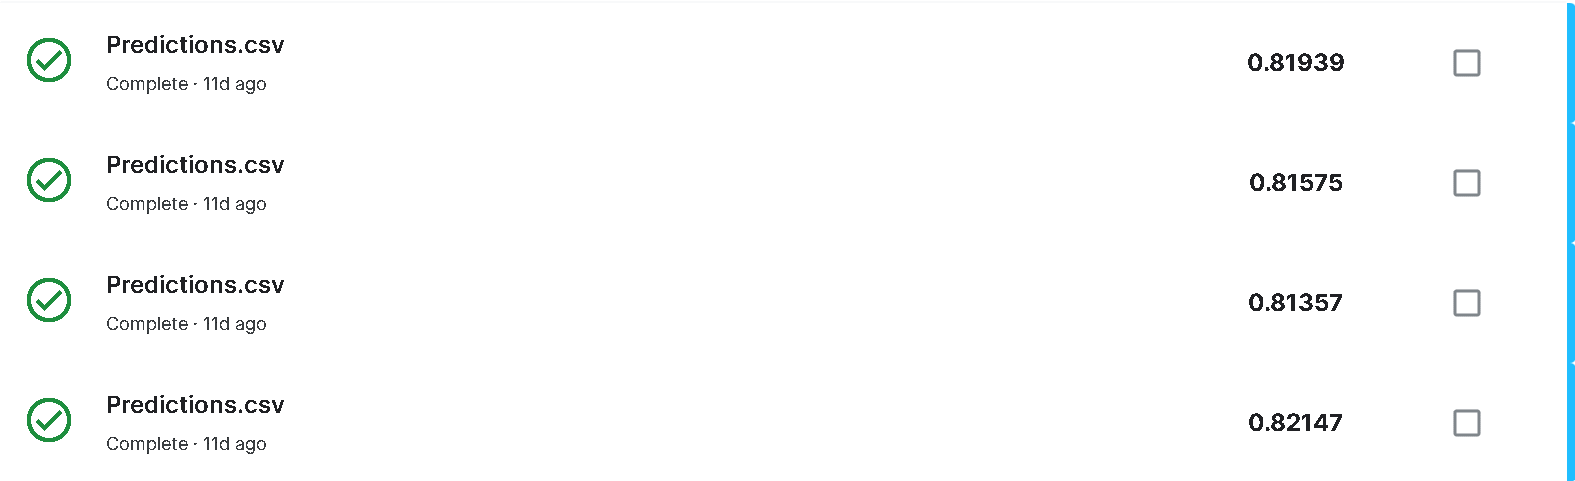 Predictions.csv
Complete · 11d ago
0.81939
Predictions.csv
Complete · 11d ago
0.81575
Predictions.csv
Complete · 11d ago
0.81357
Predictions.csv
Complete · 11d ago
0.82147